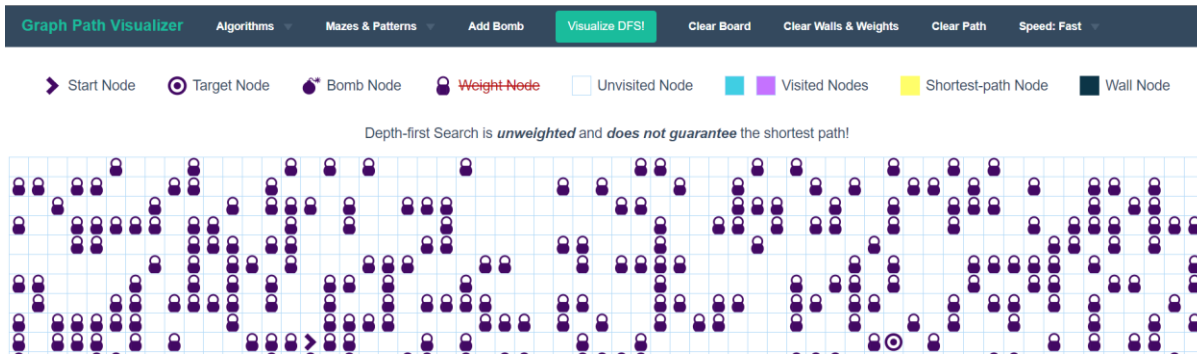 Graph Path Visualizer Algorithms Mazes & Patterns Add Bomb Visualize DFS! Clear Board Clear Walls & Weights Clear Path Speed: Fast
Start Node Target Node Bomb Node Weight Node Unvisited Node Visited Nodes Shortest-path Node Wall Node
Depth-first Search is unweighted and does not guarantee the shortest path!